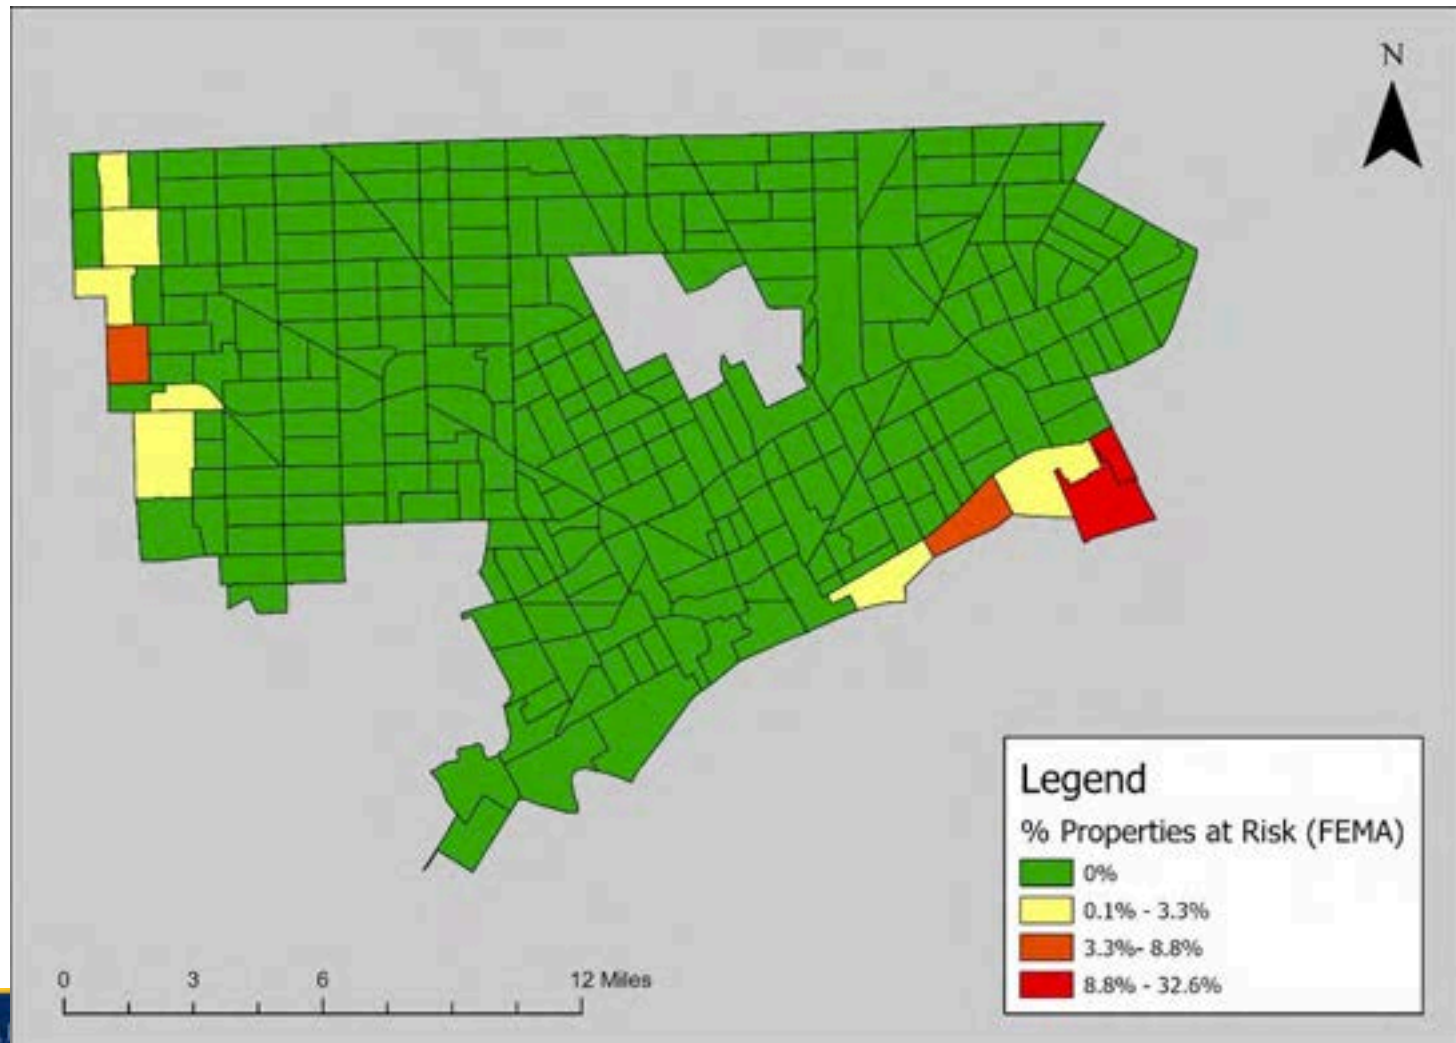 N
Legend
% Properties at Risk (FEMA)
0%
0.1% - 3.3%
3.3%- 8.8%
8.8% - 32.6%
0 3 6 12 Miles